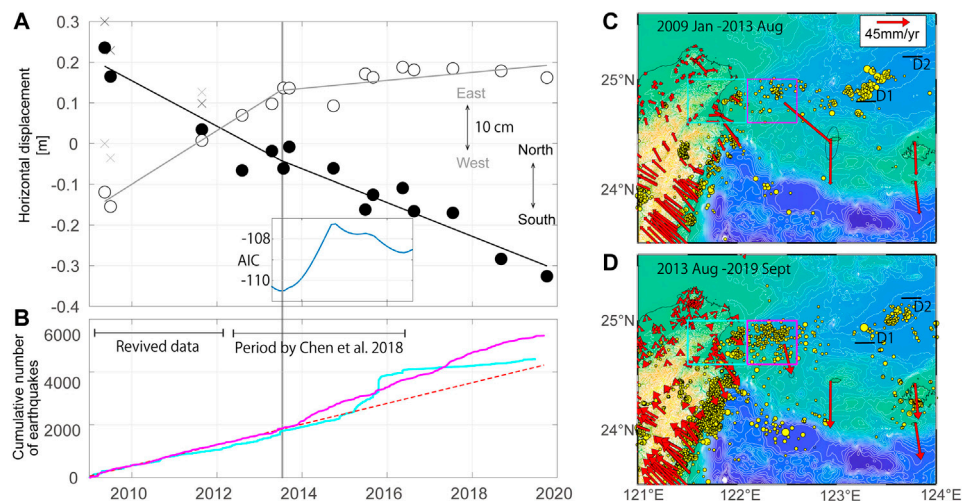 A
0.3
0.2
0.1
0
-0.1
-0.2
-0.3
-0.4
Horizontal displacement
[m]
East
10 cm
West
North
South
-108
AIC
-110
B
6000
4000
2000
0
Cumulative number
of earthquakes
Revived data
Period by Chen et al. 2018
2010
2012
2014
2016
2018
2020
C
2009 Jan -2013 Aug
45mm/yr
D2
D1
25°N
24°N
D
2013 Aug -2019 Sept
D2
D1
25°N
24°N
121°E
122°E
123°E
124°E